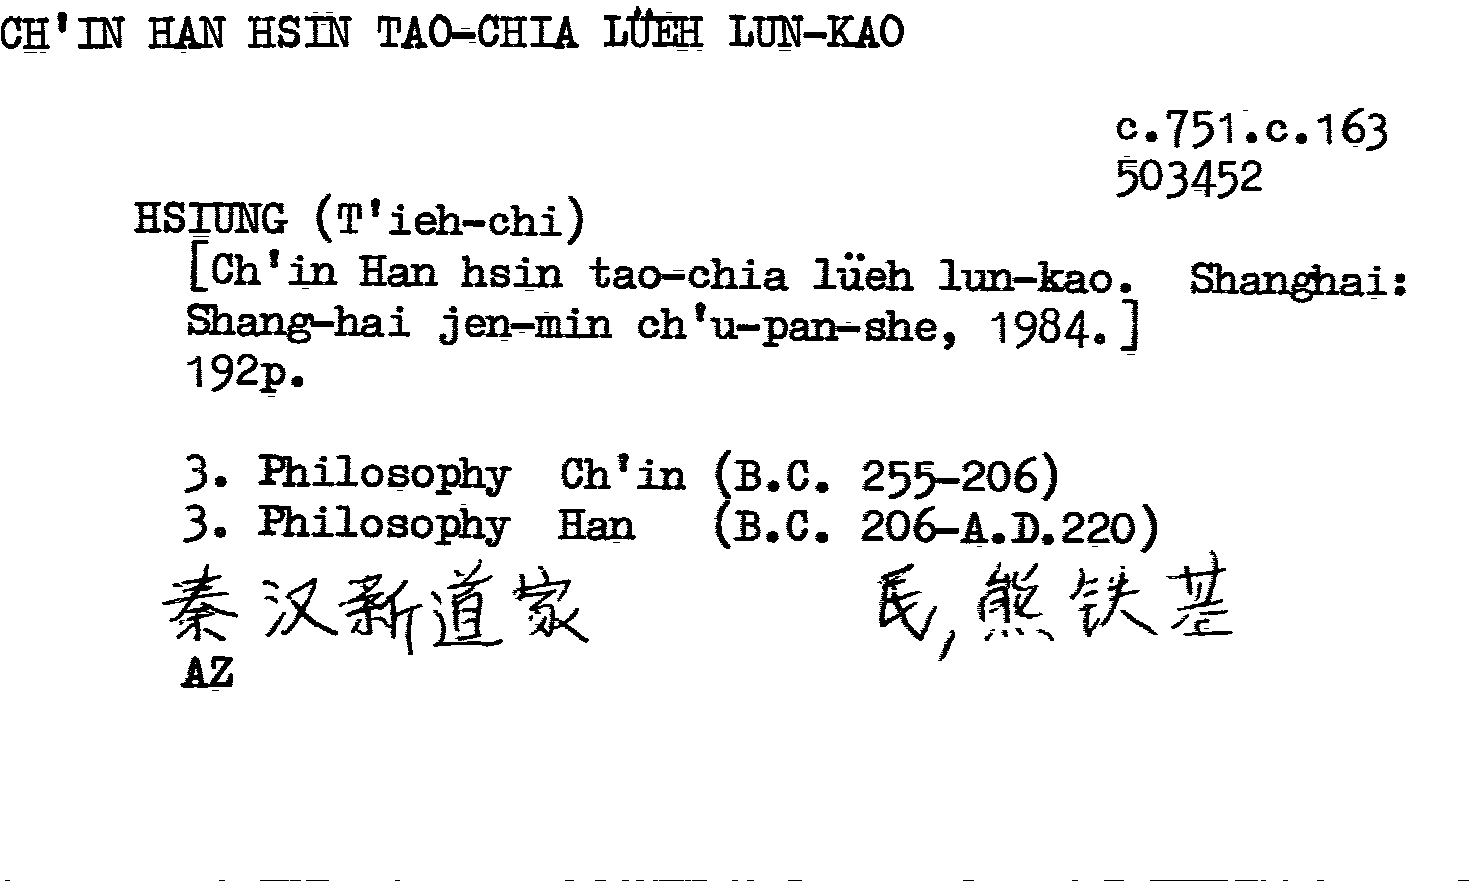 CH'IN HAN HSIN TAO-CHIA LÜEH LUN-KAO
c.751.c.163
503452
HSIUNG (T'ieh-chi)
[Ch'in Han hsin tao-chia lüeh lun-kao. Shanghai:
Shang-hai jen-min ch'u-pan-she, 1984.]
192p.
3. Philosophy Ch'in (B.C. 255-206)
3. Philosophy Han (B.C. 206-A.D.220)
秦汉新道家 民,熊铁基
AZ